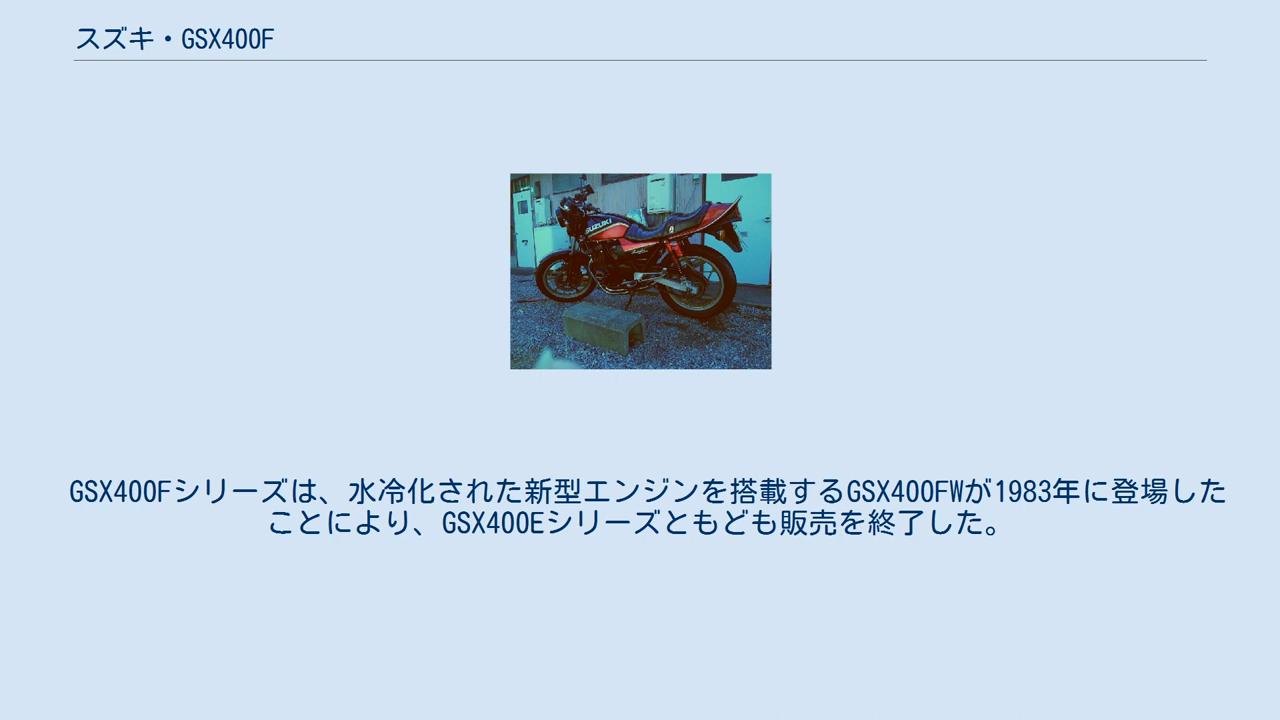 スズキ・GSX400F
SUZUKI
GSX400Fシリーズは、水冷化された新型エンジンを搭載するGSX400FWが1983年に登場した
ことにより、GSX400Eシリーズともども販売を終了した。